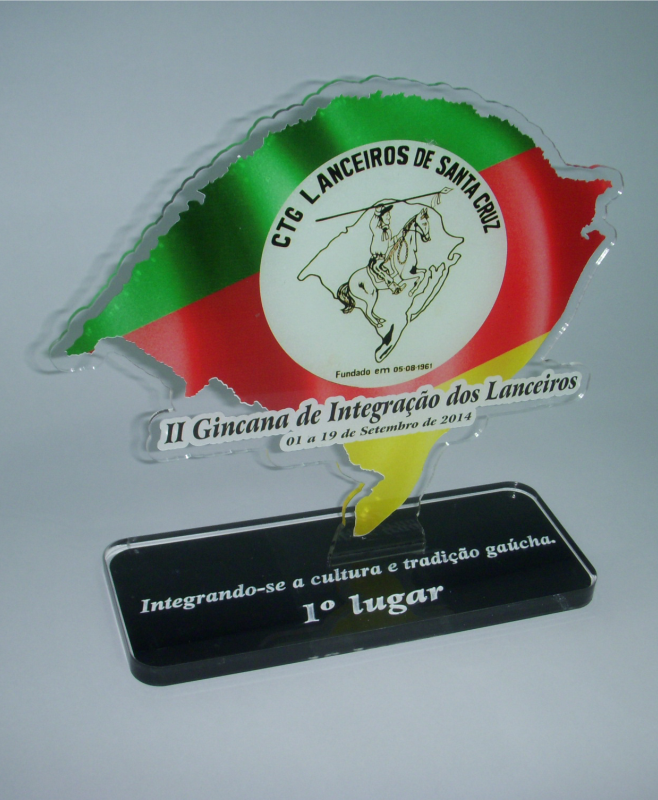 CTG LANCEIROS DE SANTA CRUZ
Fundado em 05-08-1961
II Gincana de Integração dos Lanceiros
01 a 19 de Setembro de 2014
Integrando-se a cultura e tradição gaúcha.
1º lugar